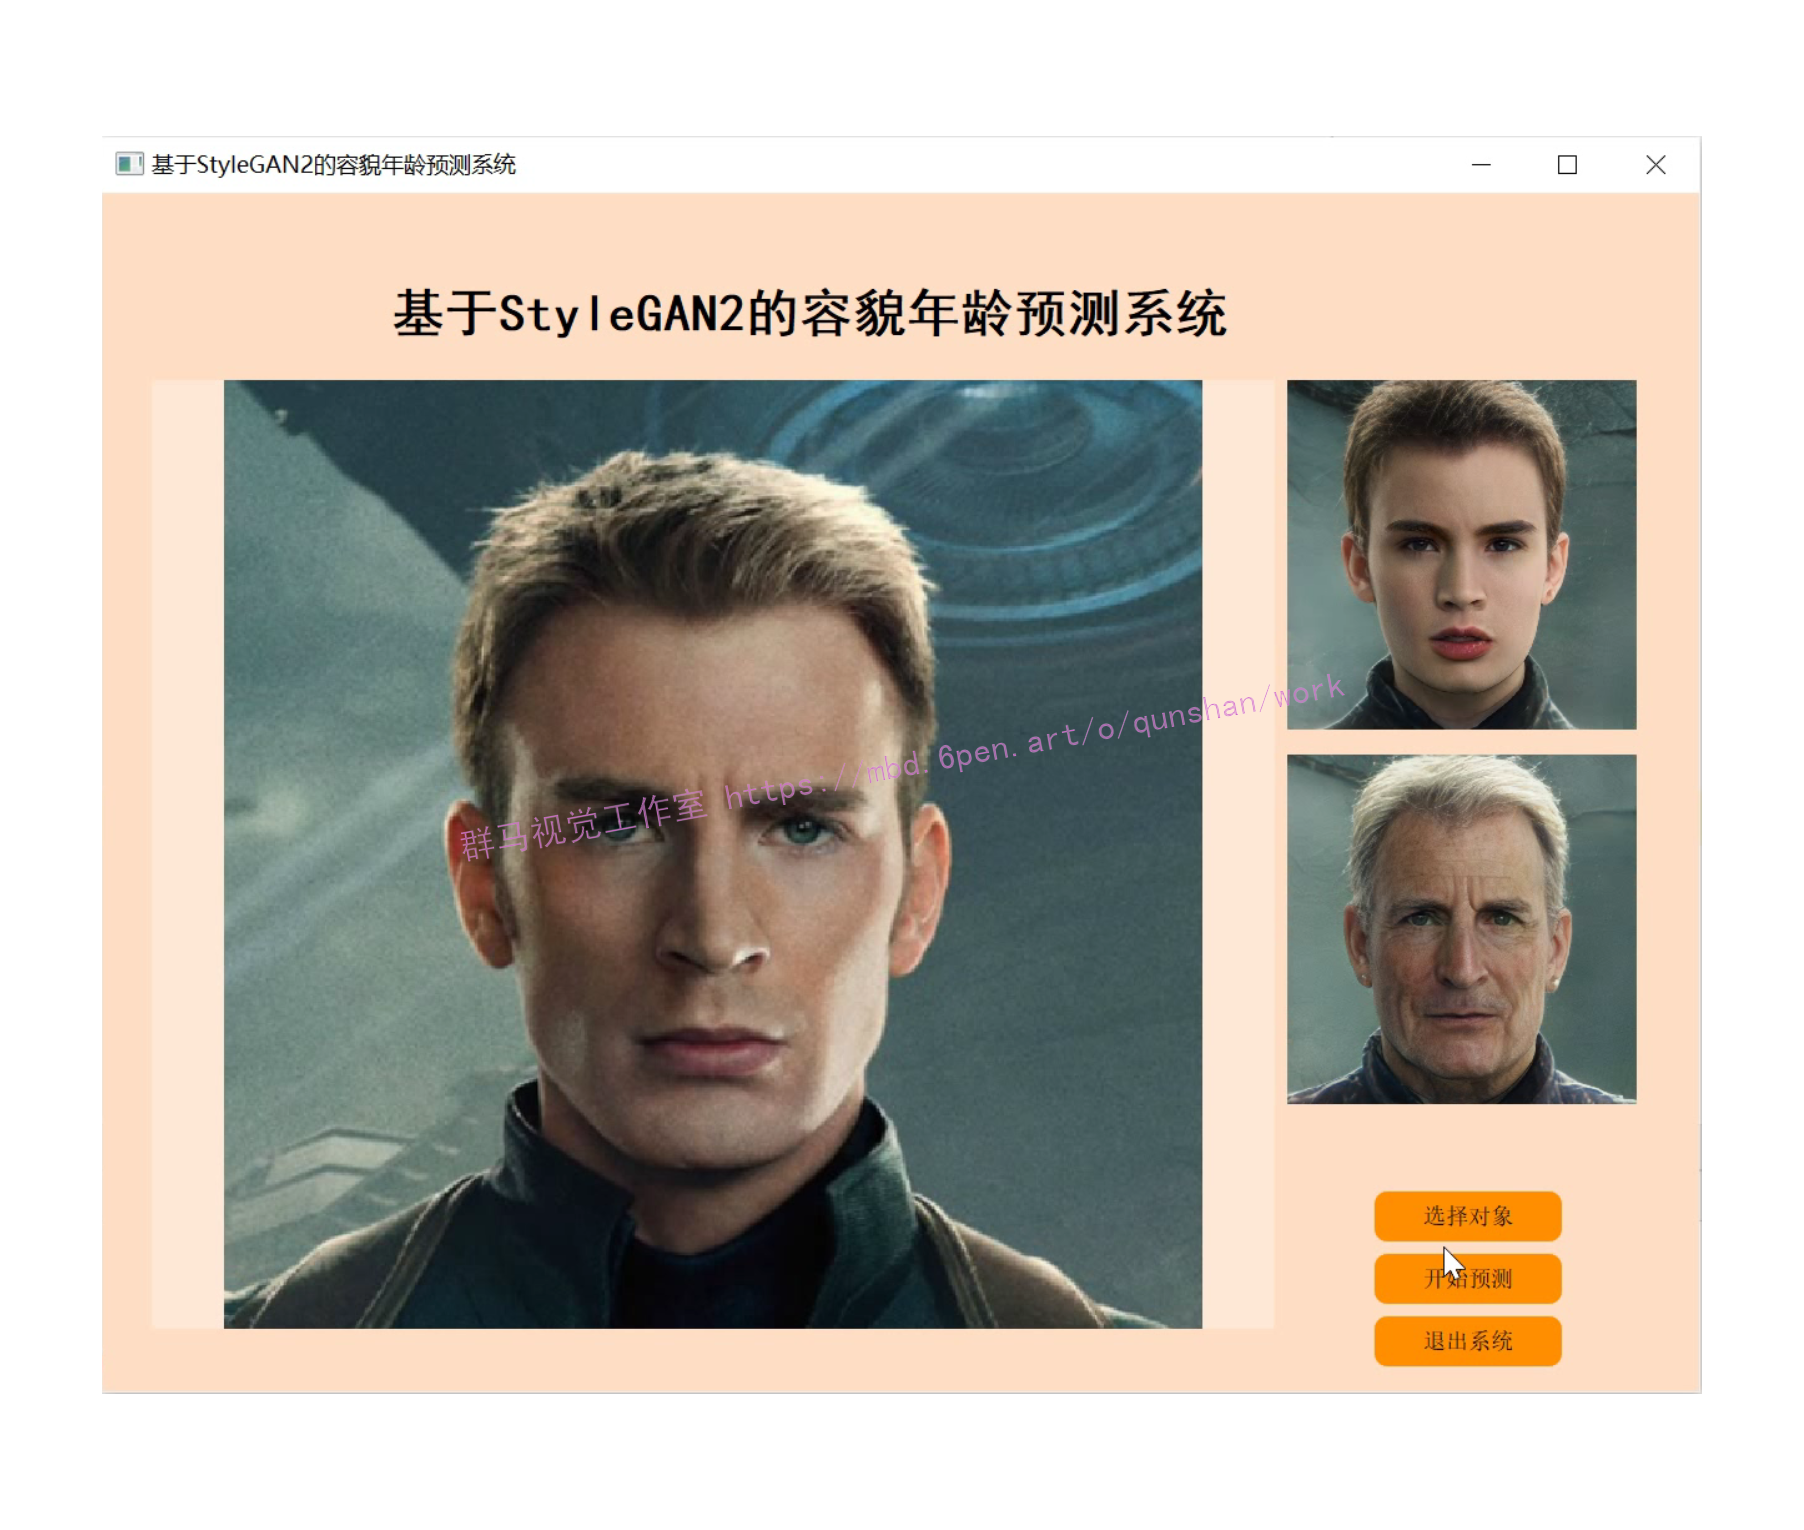 基于StyleGAN2的容貌年龄预测系统
基于StyleGAN2的容貌年龄预测系统
群马视觉工作室 https://mbd.6pen.art/o/qunshan/work
选择对象
开始预测
退出系统